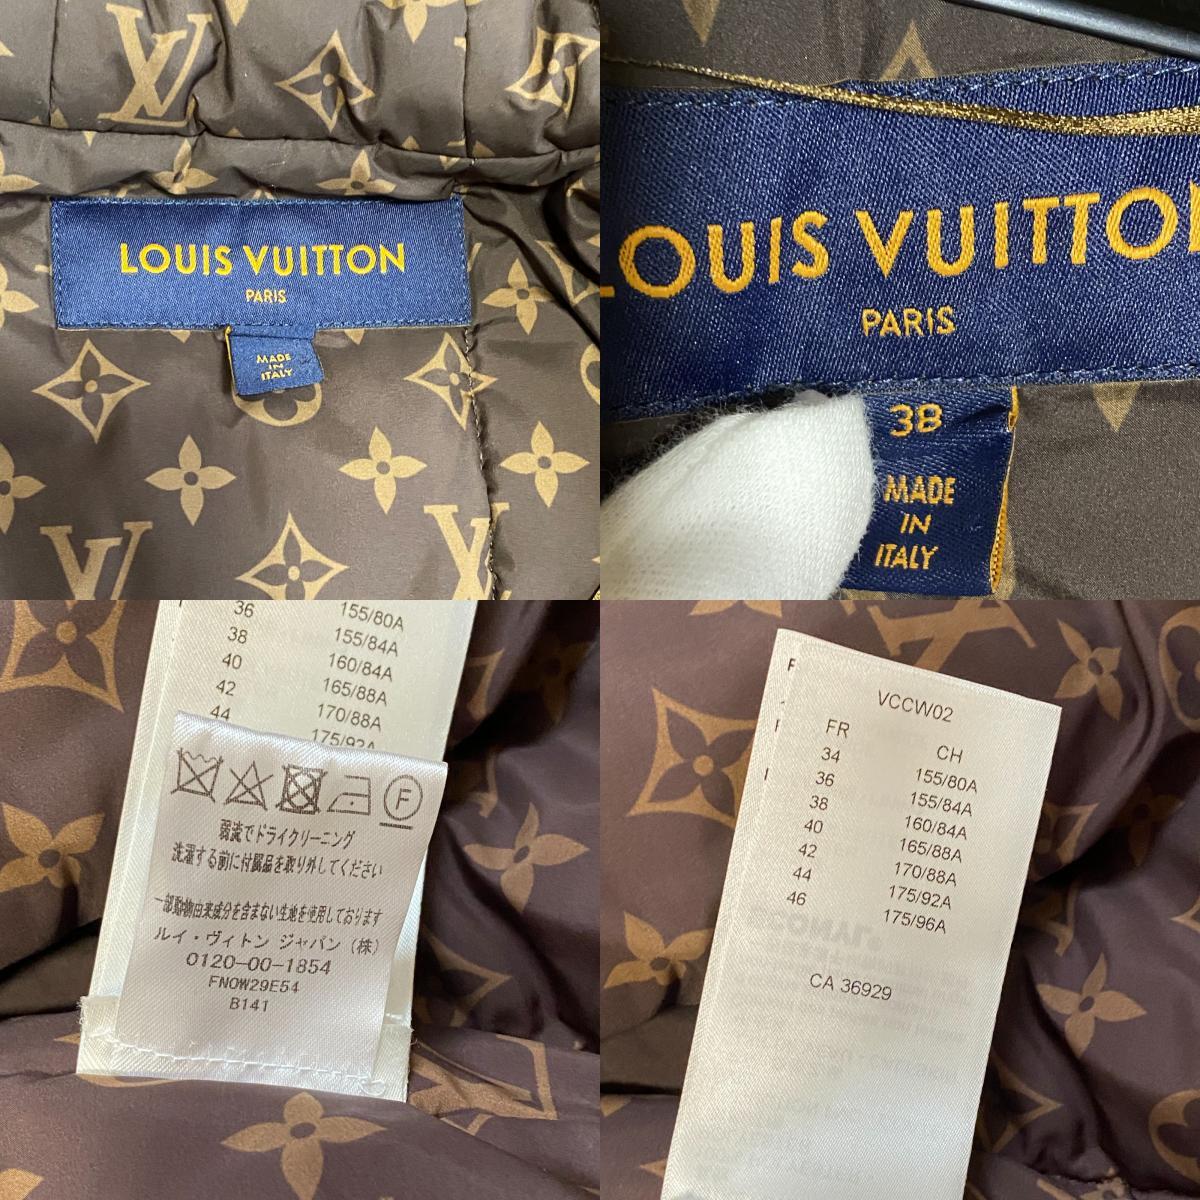 LOUIS VUITTON
PARIS
MADE
IN
ITALY
LOUIS VUITTO
PARIS
38
MADE
IN
ITALY
36 155/80A
38 155/84A
40 160/84A
42 165/88A
44 170/88A
175/92A
F
弱流でドライクリーニング
洗濯する前に付属品を取り外してください
一部動物由来成分を含まない生地を使用しております
ルイ・ヴィトン ジャパン (株)
0120-00-1854
FNOW29E54
B141
VCCW02
FR CH
34 155/80A
36 155/84A
38 160/84A
40 165/88A
42 170/88A
44 175/92A
46 175/96A
CA 36929